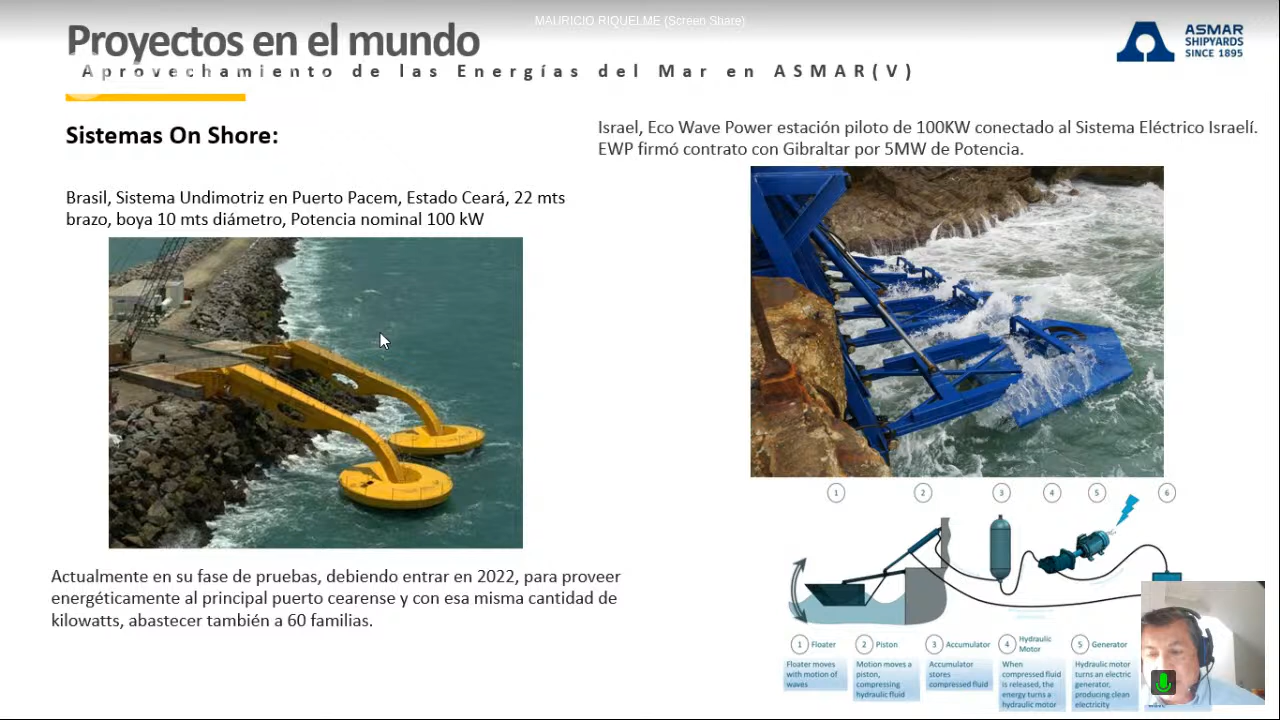 MAURICIO RIQUELME (Screen Share)
Proyectos en el mundo
Aprovechamiento de las Energías del Mar en ASMAR(V)
ASMAR
SHIPYARDS
SINCE 1895
Sistemas On Shore:
Brasil, Sistema Undimotriz en Puerto Pacem, Estado Ceará, 22 mts
brazo, boya 10 mts diámetro, Potencia nominal 100 kW
Actualmente en su fase de pruebas, debiendo entrar en 2022, para proveer
energéticamente al principal puerto cearense y con esa misma cantidad de
kilowatts, abastecer también a 60 familias.
Israel, Eco Wave Power estación piloto de 100KW conectado al Sistema Eléctrico Israelí.
EWP firmó contrato con Gibraltar por 5MW de Potencia.
1 2 3 4 5 6
1 Floater
Floater moves
with motion of
waves
2 Piston
Motion moves a
piston,
compressing
hydraulic fluid
3 Accumulator
Accumulator
stores
compressed fluid
4 Hydraulic
Motor
When
compressed fluid
is released, the
energy turns a
hydraulic motor
5 Generator
Hydraulic motor
turns an electric
generator,
producing clean
electricity